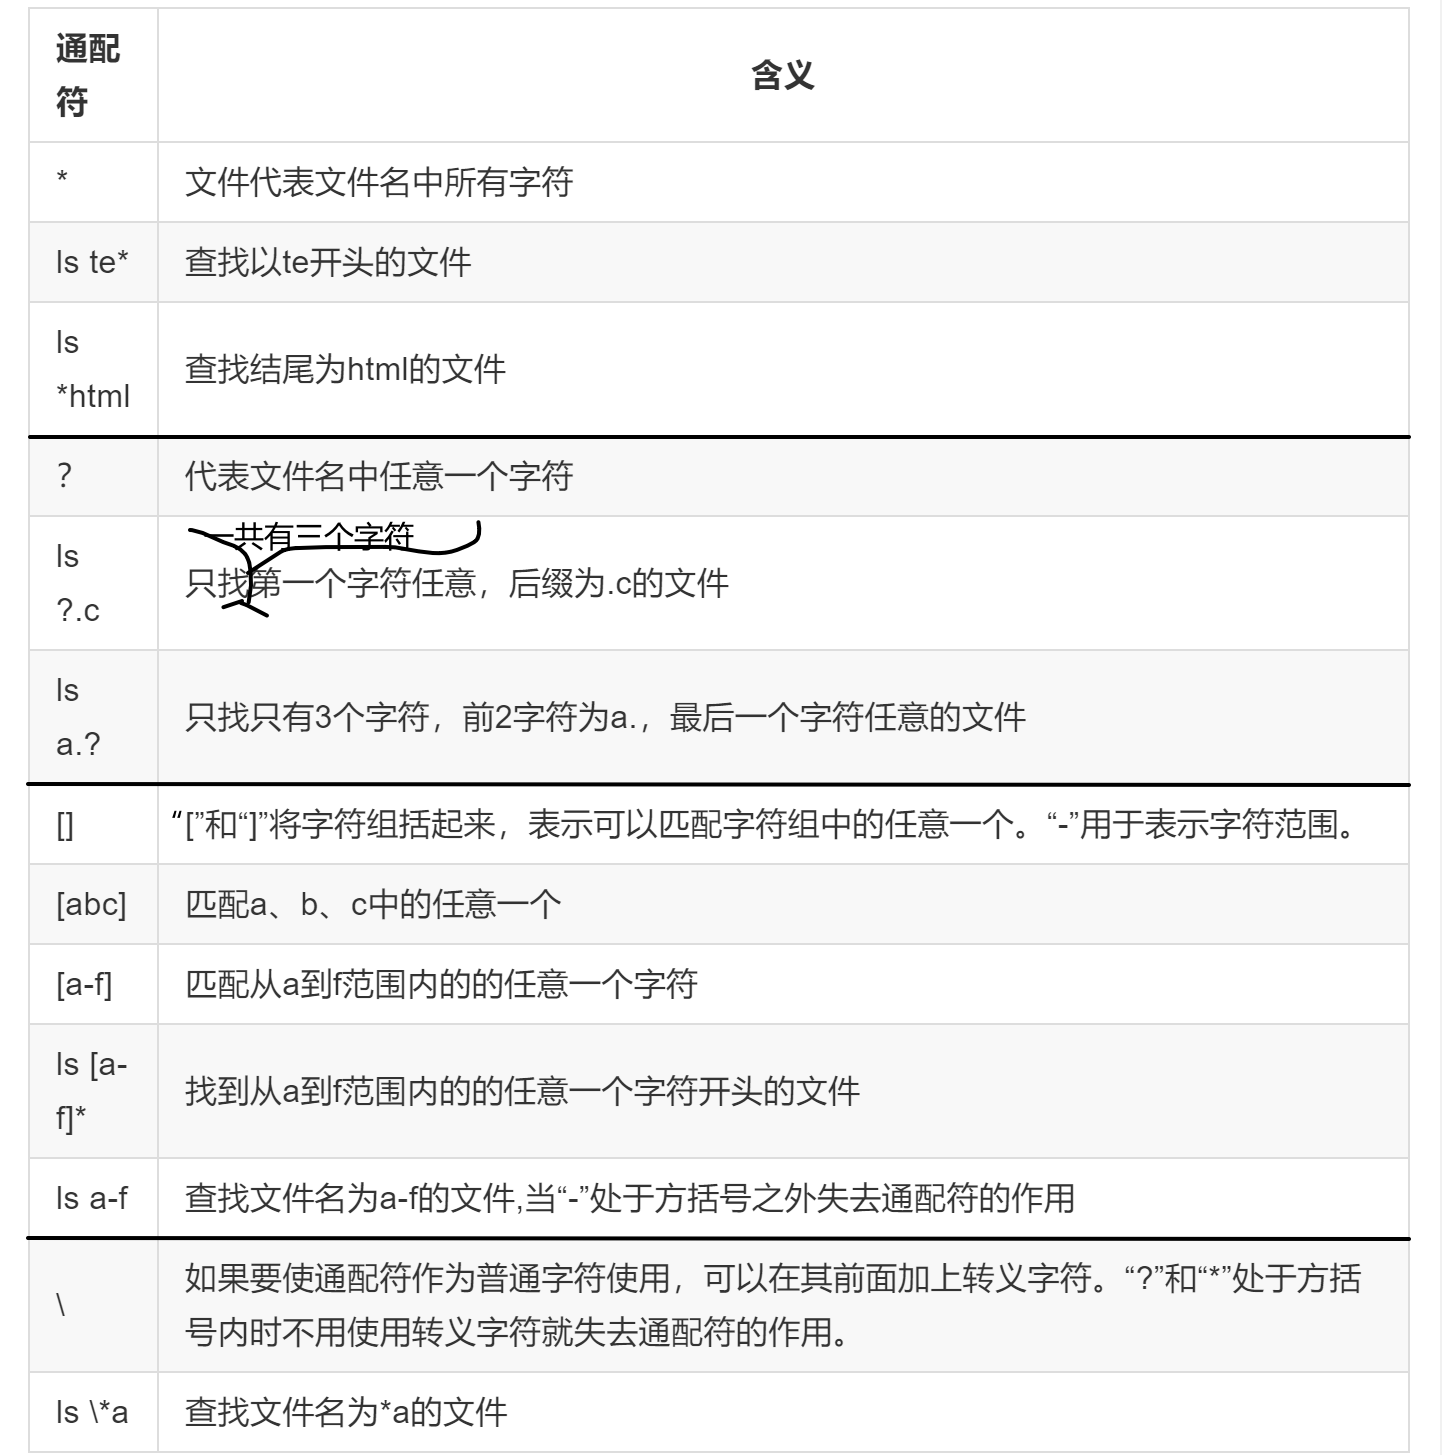 通配
符
含义
*
文件代表文件名中所有字符
ls te*
查找以te开头的文件
ls
*html
查找结尾为html的文件
?
代表文件名中任意一个字符
ls
?.c
一共有三个字符
只找第一个字符任意，后缀为.c的文件
ls
a.?
只找只有3个字符，前2字符为a.，最后一个字符任意的文件
[]
“[”和“]”将字符组括起来，表示可以匹配字符组中的任意一个。“-”用于表示字符范围。
[abc]
匹配a、b、c中的任意一个
[a-f]
匹配从a到f范围内的的任意一个字符
ls [a-
f]*
找到从a到f范围内的的任意一个字符开头的文件
ls a-f
查找文件名为a-f的文件,当“-”处于方括号之外失去通配符的作用
\
如果要使通配符作为普通字符使用，可以在其前面加上转义字符。“?”和“*”处于方括
号内时不用使用转义字符就失去通配符的作用。
ls \*a
查找文件名为*a的文件